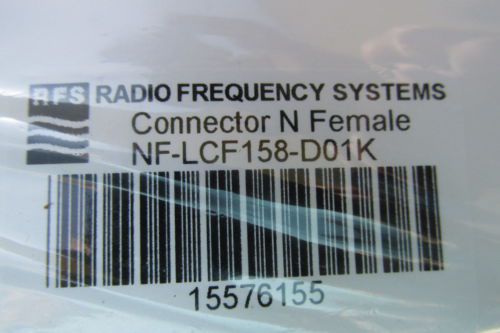 RFS RADIO FREQUENCY SYSTEMS
Connector N Female
NF-LCF158-D01K
15576155